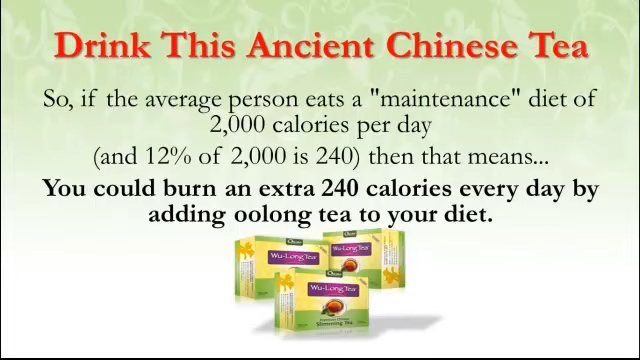 Drink This Ancient Chinese Tea
So, if the average person eats a "maintenance" diet of
2,000 calories per day
(and 12% of 2,000 is 240) then that means...
You could burn an extra 240 calories every day by
adding oolong tea to your diet.
Wu-Long Tea
Wu-Long Tea
Wu-Long Tea
Slimming Tea